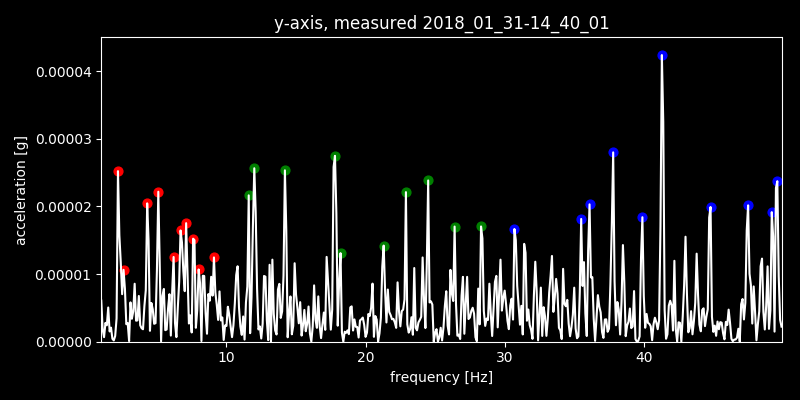 y-axis, measured 2018_01_31-14_40_01
acceleration [g]
0.00004
0.00003
0.00002
0.00001
0.00000
10 20 30 40
frequency [Hz]